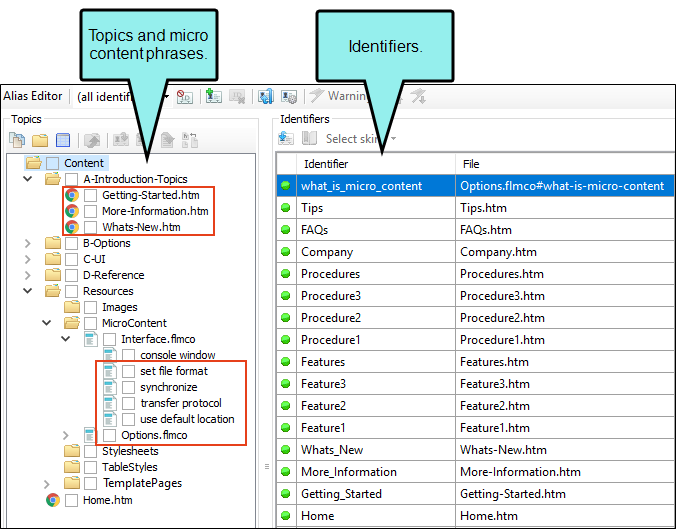 Topics and micro
content phrases.
Identifiers.
Alias Editor
(all identif
Warnin
Topics
Identifiers
Select ski
Content
A-Introduction-Topics
Getting-Started.htm
More-Information.htm
Whats-New.htm
B-Options
C-UI
D-Reference
Resources
Images
MicroContent
Interface.flmco
console window
set file format
synchronize
transfer protocol
use default location
Options.flmco
Stylesheets
TableStyles
TemplatePages
Home.htm
Identifier File
what_is_micro_content Options.flmco#what-is-micro-content
Tips Tips.htm
FAQs FAQs.htm
Company Company.htm
Procedures Procedures.htm
Procedure3 Procedure3.htm
Procedure2 Procedure2.htm
Procedure1 Procedure1.htm
Features Features.htm
Feature3 Feature3.htm
Feature2 Feature2.htm
Feature1 Feature1.htm
Whats_New Whats-New.htm
More_Information More-Information.htm
Getting_Started Getting-Started.htm
Home Home.htm